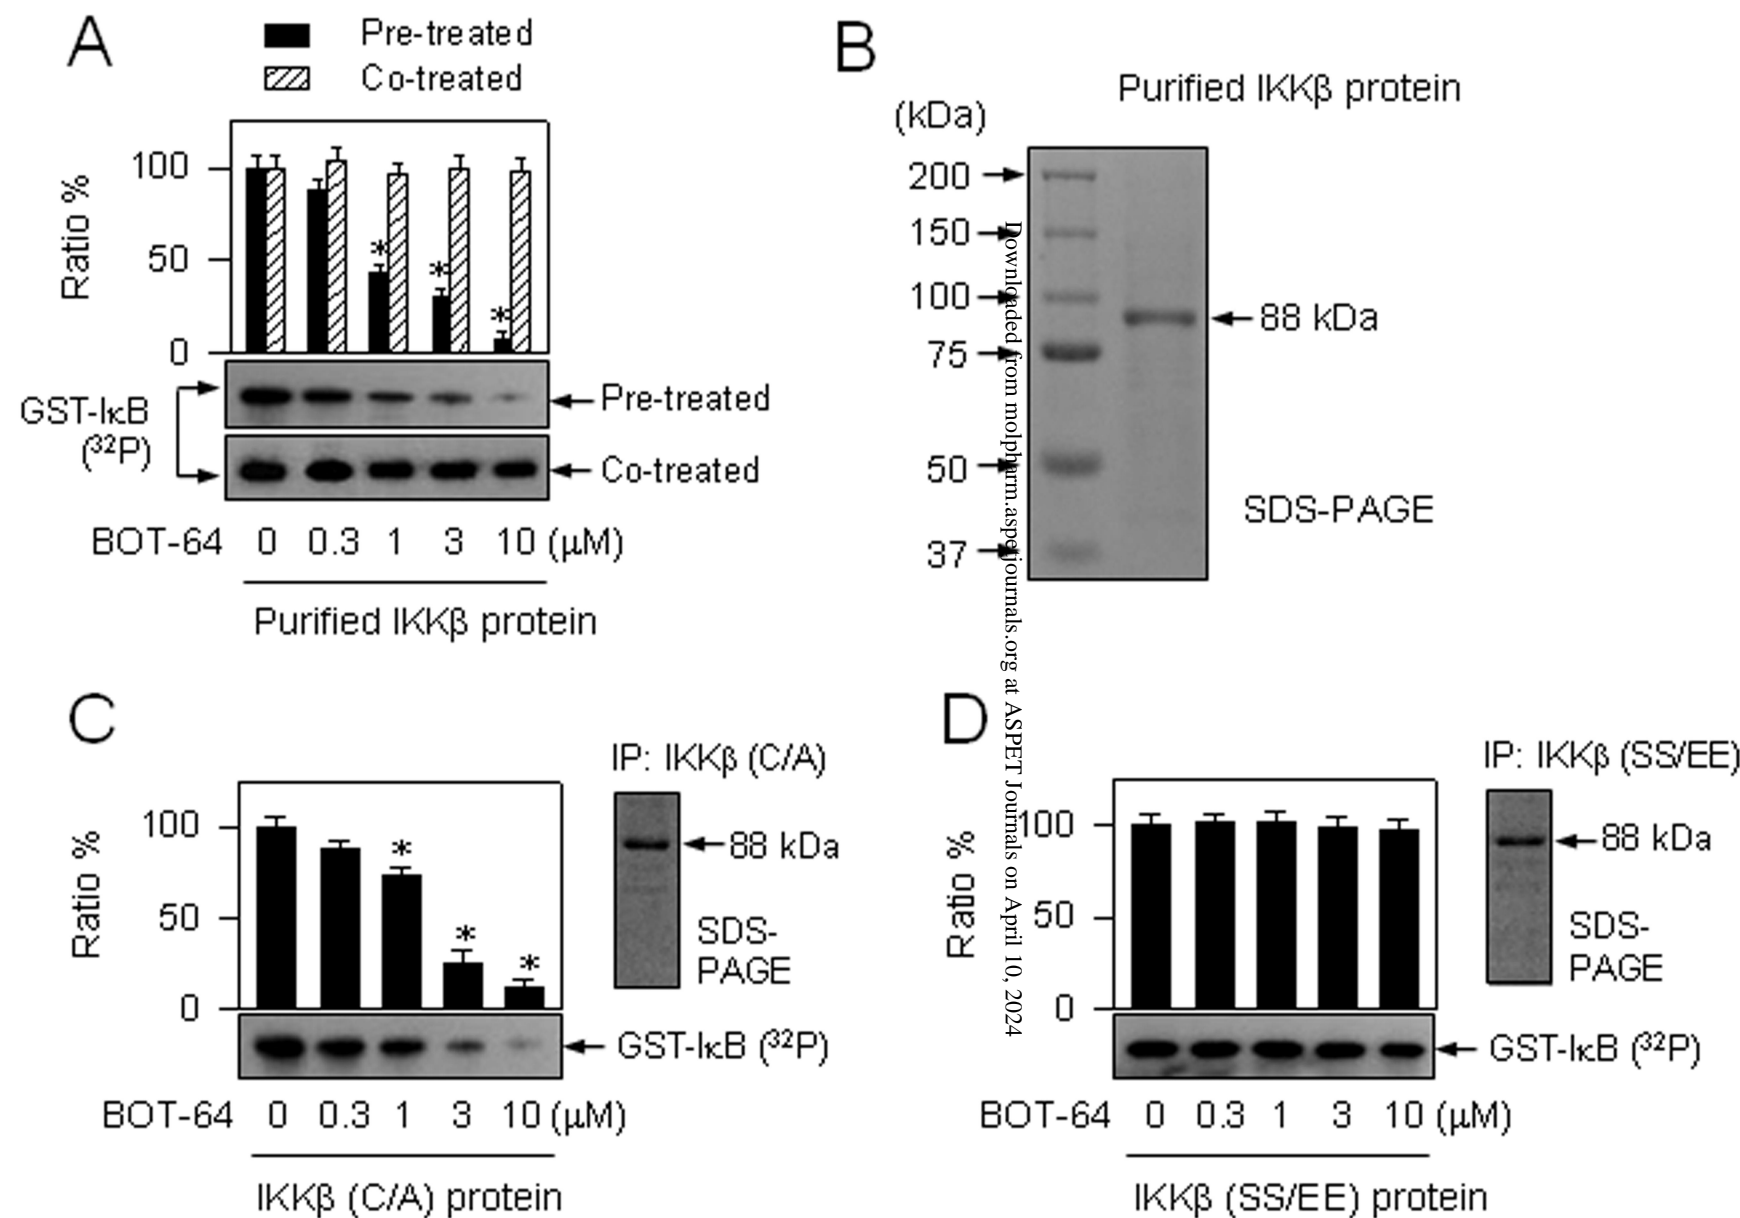 A
Pre-treated
Co-treated
Ratio %
100
50
0
*
*
*
GST-IκB
(³²P)
Pre-treated
Co-treated
BOT-64 0 0.3 1 3 10 (μM)
Purified IKKβ protein
B
Purified IKKβ protein
(kDa)
200
150
100
75
50
37
88 kDa
SDS-PAGE
Downloaded from molpharm.aspetjournals.org at ASPET Journals on April 10, 2024
C
IP: IKKβ (C/A)
Ratio %
100
50
0
*
*
*
88 kDa
SDS-
PAGE
GST-IκB (³²P)
BOT-64 0 0.3 1 3 10 (μM)
IKKβ (C/A) protein
D
IP: IKKβ (SS/EE)
Ratio %
100
50
0
88 kDa
SDS-
PAGE
GST-IκB (³²P)
BOT-64 0 0.3 1 3 10 (μM)
IKKβ (SS/EE) protein